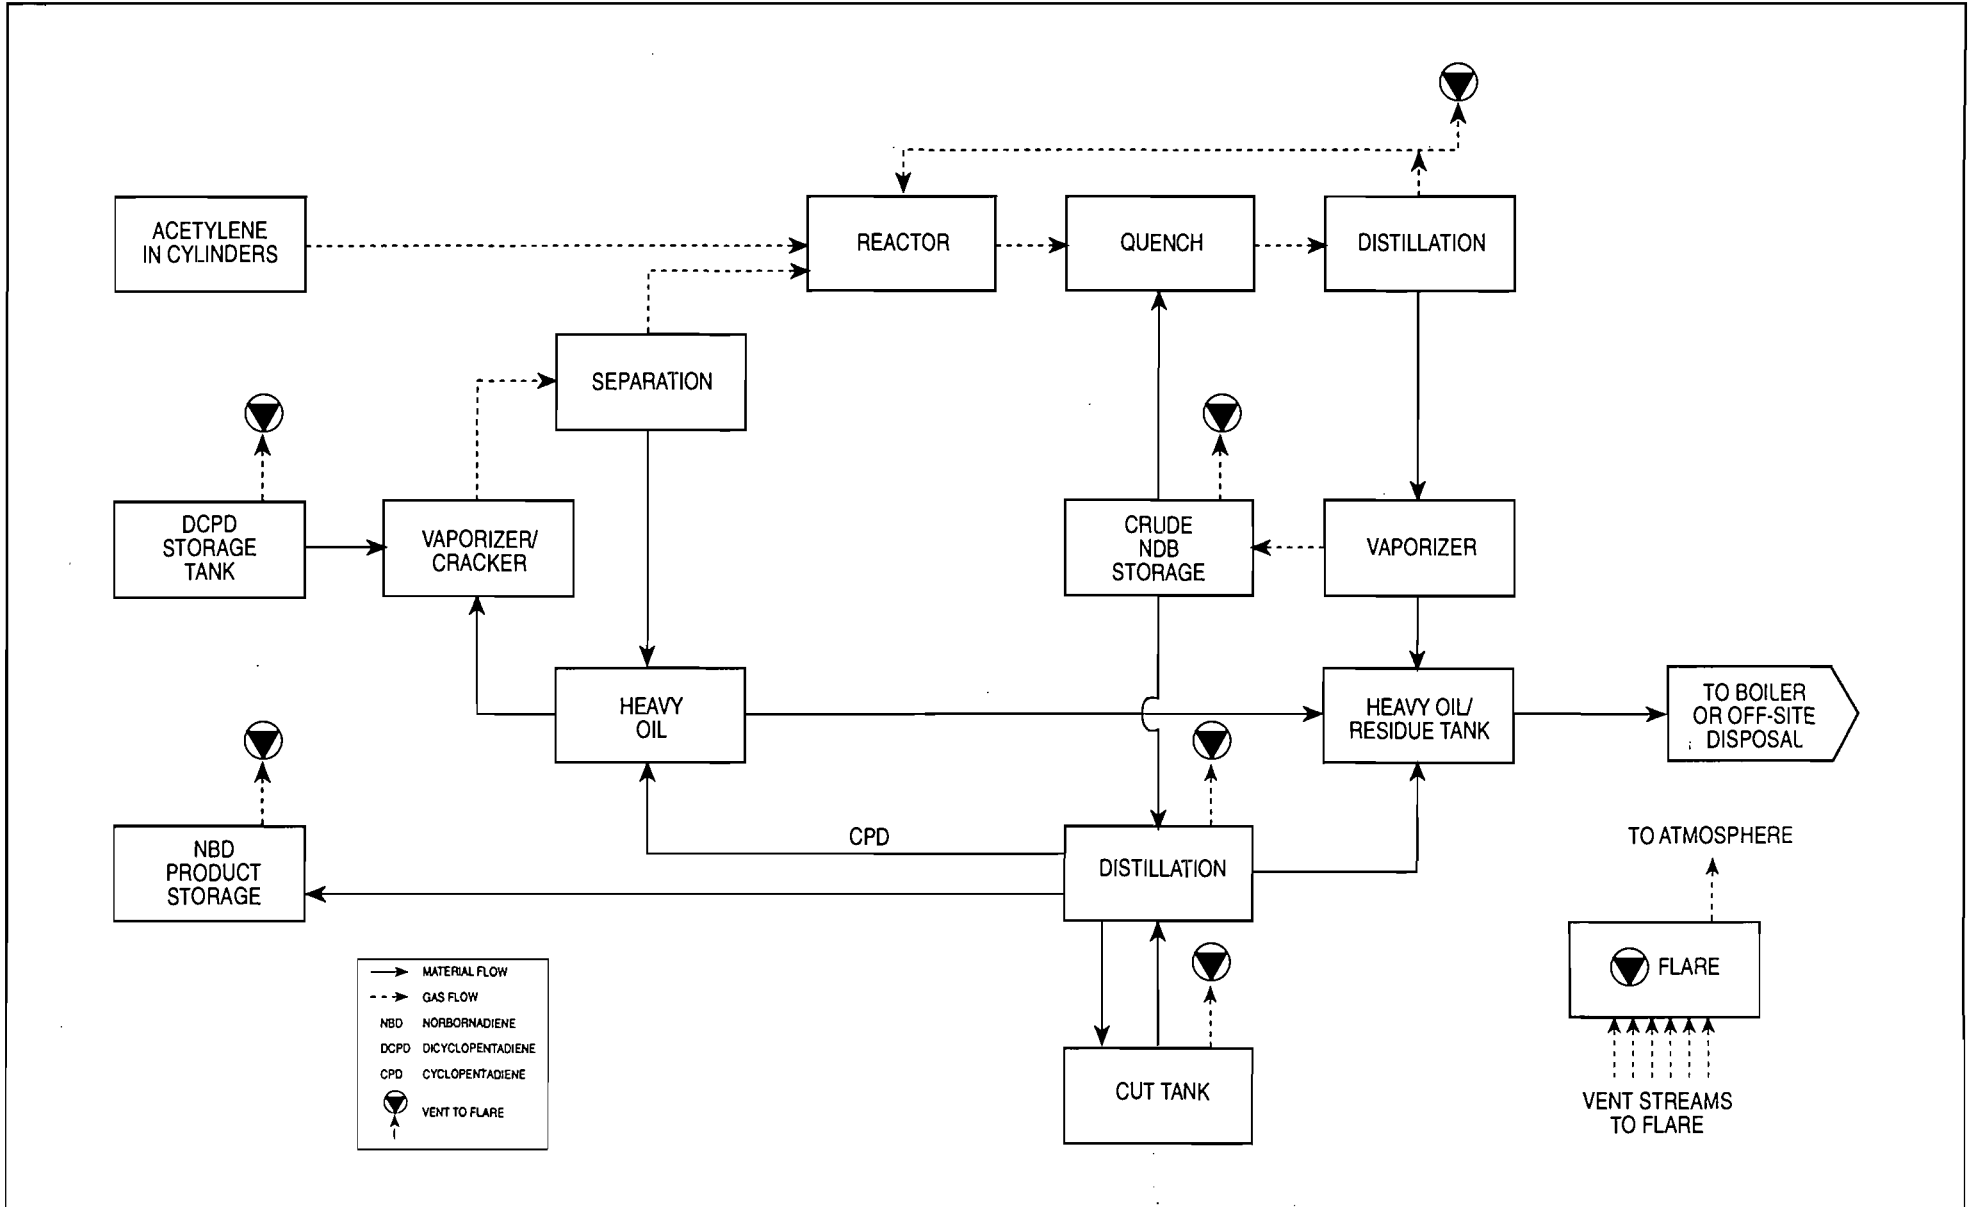 ACETYLENE
IN CYLINDERS
REACTOR
QUENCH
DISTILLATION
SEPARATION
DCPD
STORAGE
TANK
VAPORIZER/
CRACKER
CRUDE
NDB
STORAGE
VAPORIZER
HEAVY
OIL
HEAVY OIL/
RESIDUE TANK
TO BOILER
OR OFF-SITE
DISPOSAL
NBD
PRODUCT
STORAGE
CPD
DISTILLATION
TO ATMOSPHERE
FLARE
VENT STREAMS
TO FLARE
CUT TANK
MATERIAL FLOW
GAS FLOW
NBD NORBORNADIENE
DCPD DICYCLOPENTADIENE
CPD CYCLOPENTADIENE
VENT TO FLARE